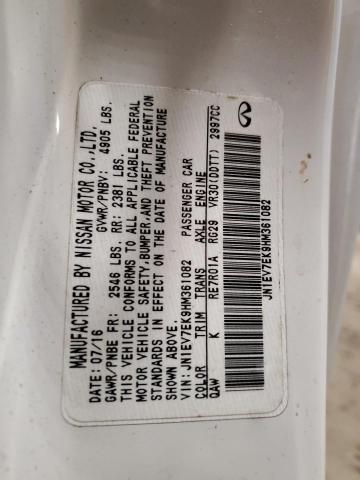 MANUFACTURED BY NISSAN MOTOR CO.,LTD.
DATE: 07/16 GVWR/PNBV: 4905 LBS.
GAWR/PNBE FR: 2546 LBS. RR: 2381 LBS.
THIS VEHICLE CONFORMS TO ALL APPLICABLE FEDERAL
MOTOR VEHICLE SAFETY,BUMPER,AND THEFT PREVENTION
STANDARDS IN EFFECT ON THE DATE OF MANUFACTURE
SHOWN ABOVE.
VIN: JN1EV7EK9HM361082 PASSENGER CAR
COLOR TRIM TRANS AXLE ENGINE
QAW K RE7R01A RG29 VR30(DDTT) 2997CC
JN1EV7EK9HM361082